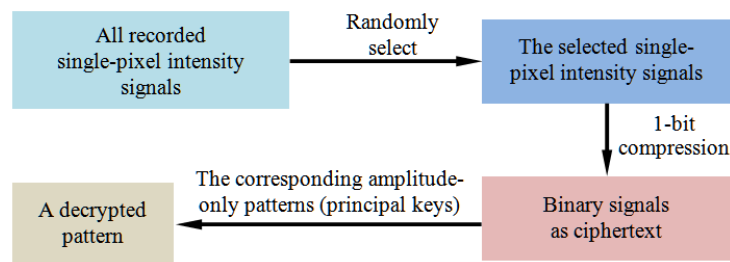 All recorded
single-pixel intensity
signals
Randomly
select
The selected single-
pixel intensity signals
1-bit
compression
Binary signals
as ciphertext
The corresponding amplitude-
only patterns (principal keys)
A decrypted
pattern